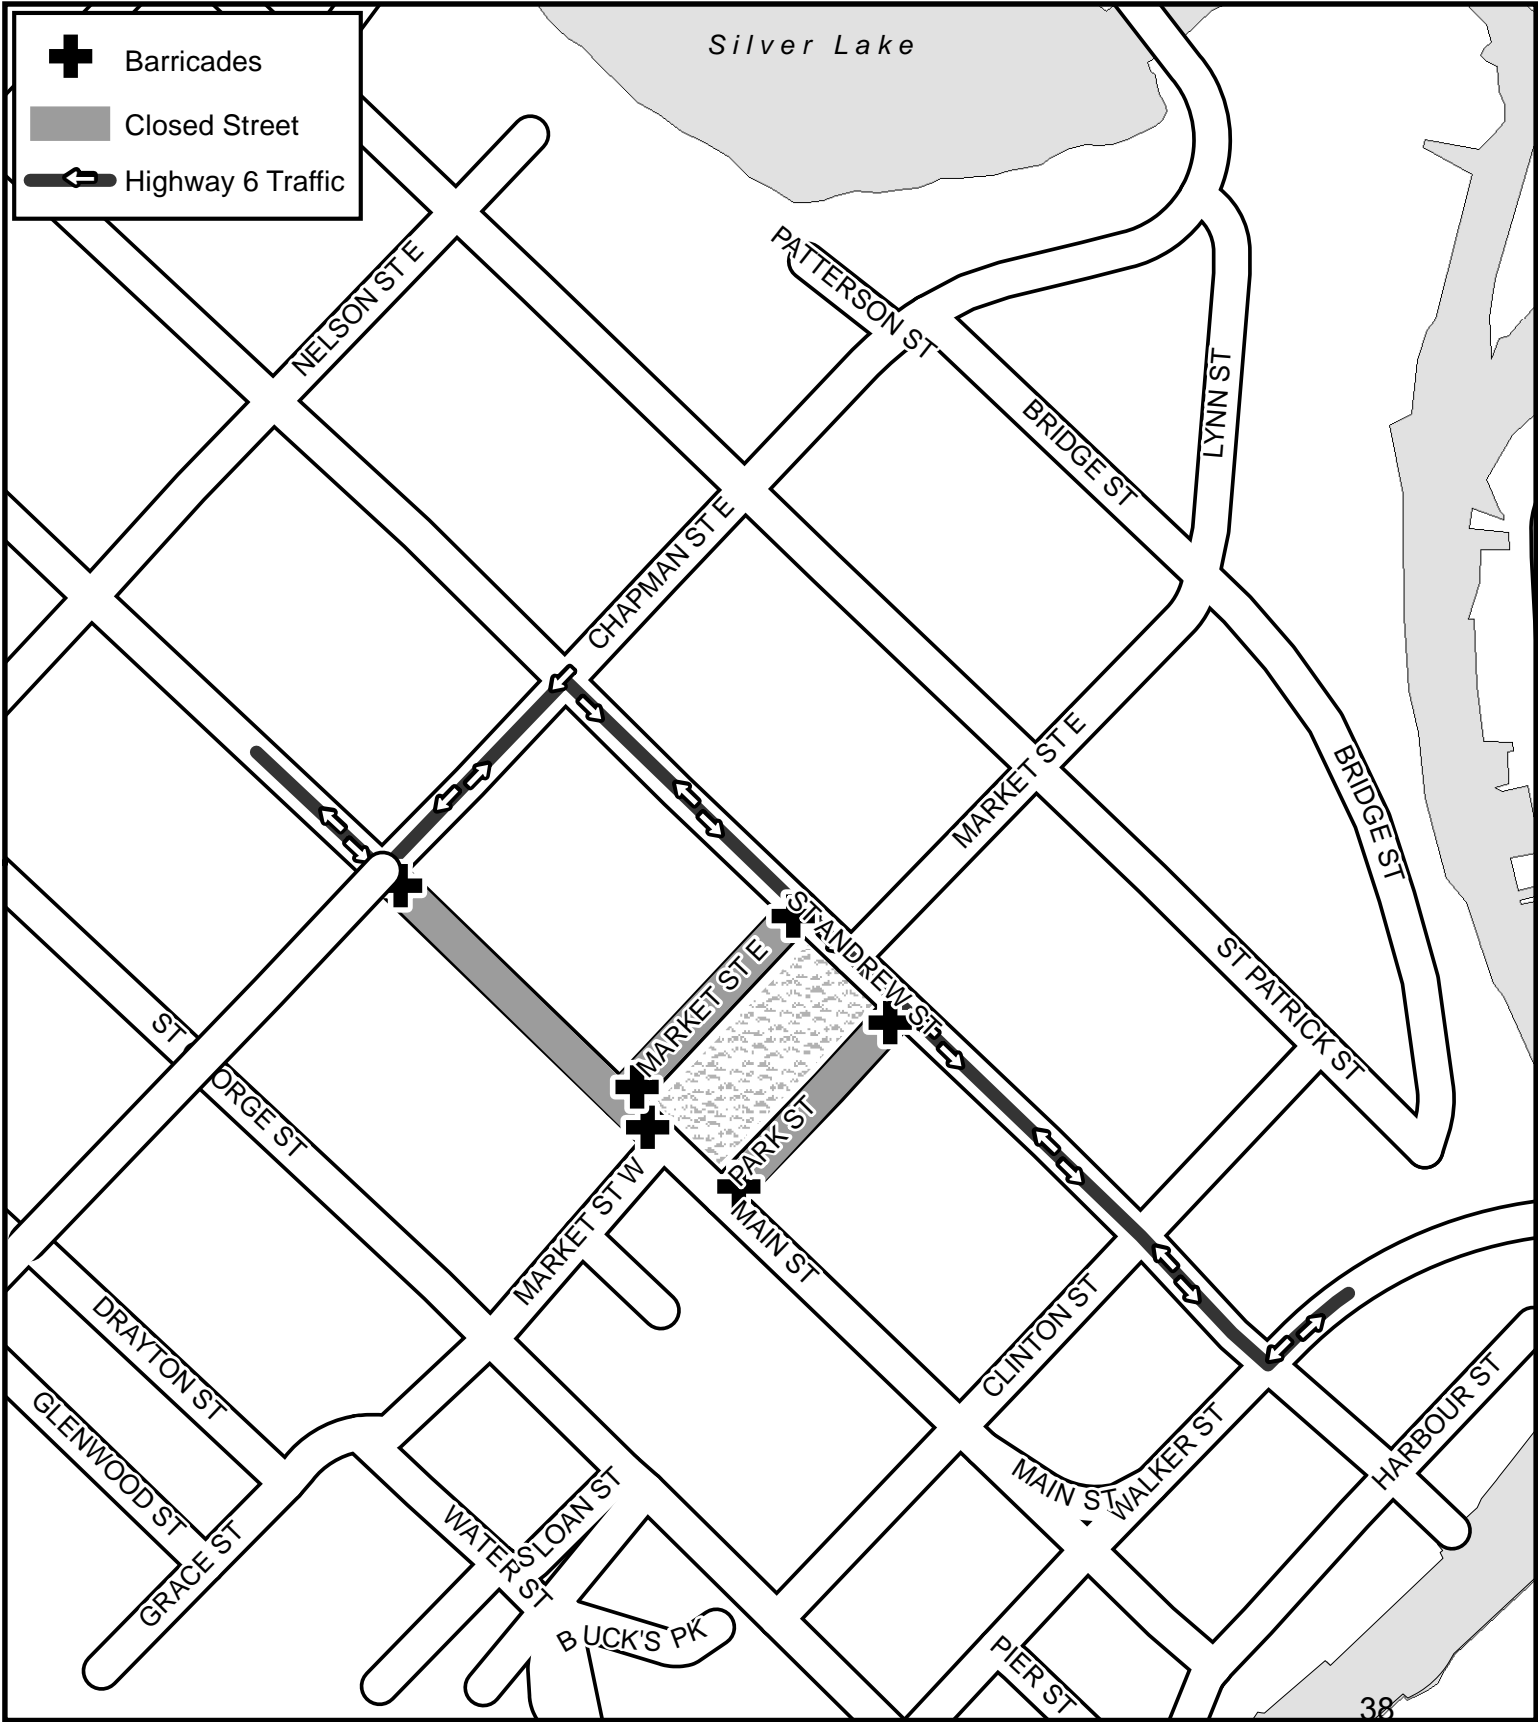 Silver Lake
Barricades
Closed Street
Highway 6 Traffic
NELSON ST E
PATTERSON ST
LYNN ST
BRIDGE ST
CHAPMAN ST E
MARKET ST E
BRIDGE ST
ST ANDREW ST
MARKET ST E
ST PATRICK ST
ST
ORGE ST
PARK ST
MARKET ST W
MAIN ST
DRAYTON ST
CLINTON ST
GLENWOOD ST
HARBOUR ST
WALKER ST
MAIN ST
SLOAN ST
WATER ST
GRACE ST
BUCK'S PK
PIER ST
38